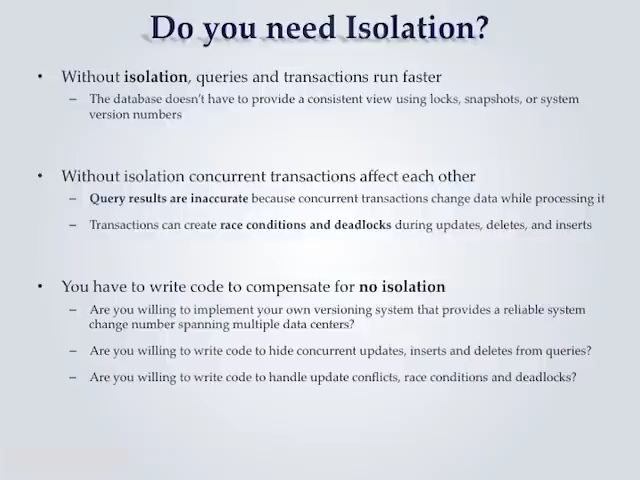 Do you need Isolation?
• Without isolation, queries and transactions run faster
– The database doesn't have to provide a consistent view using locks, snapshots, or system
version numbers
• Without isolation concurrent transactions affect each other
– Query results are inaccurate because concurrent transactions change data while processing it
– Transactions can create race conditions and deadlocks during updates, deletes, and inserts
• You have to write code to compensate for no isolation
– Are you willing to implement your own versioning system that provides a reliable system
change number spanning multiple data centers?
– Are you willing to write code to hide concurrent updates, inserts and deletes from queries?
– Are you willing to write code to handle update conflicts, race conditions and deadlocks?